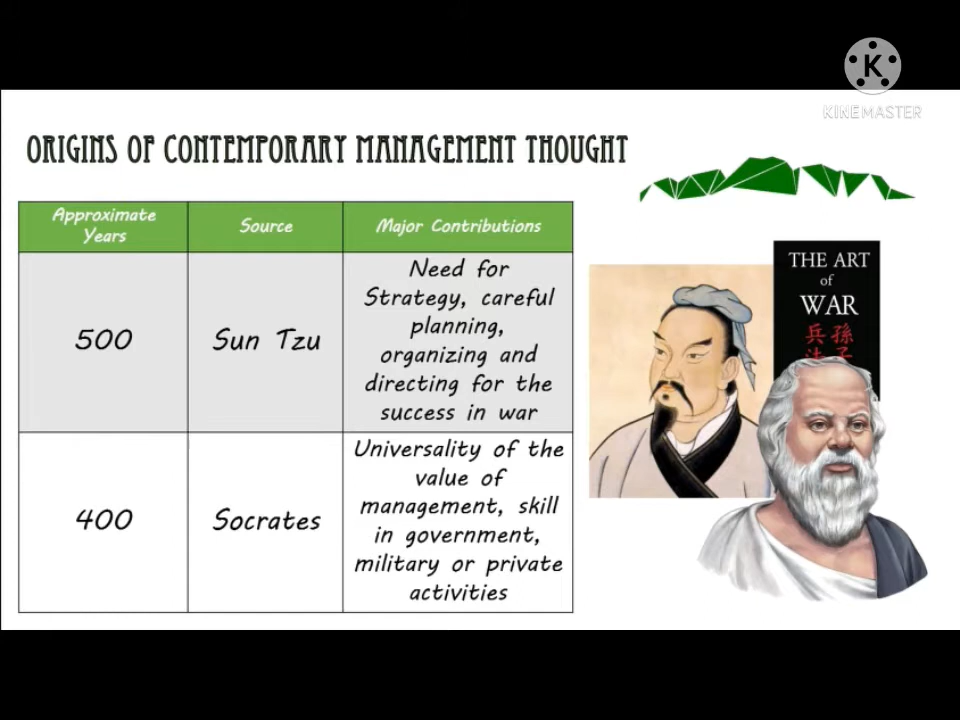 K
KINEMASTER
ORIGINS OF CONTEMPORARY MANAGEMENT THOUGHT
Approximate
Years
Source
Major Contributions
500
Sun Tzu
Need for
Strategy, careful
planning,
organizing and
directing for the
success in war
400
Socrates
Universality of the
value of
management, skill
in government,
military or private
activities
THE ART
of
WAR
兵 孫
法 子